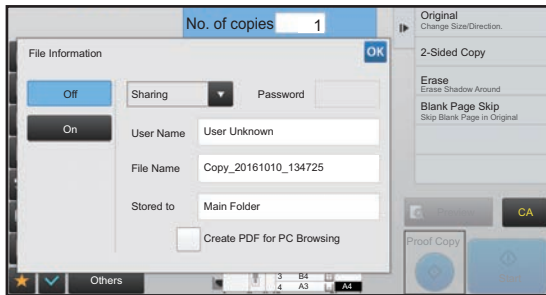 No. of copies 1
Original
Change Size/Direction.
File Information
OK
2-Sided Copy
Off
Sharing
Password
Erase
Erase Shadow Around
Blank Page Skip
Skip Blank Page in Original
On
User Name
User Unknown
File Name
Copy_20161010_134725
Stored to
Main Folder
Preview
CA
Create PDF for PC Browsing
Proof Copy
Start
Others
3 B4
4 A3
A4